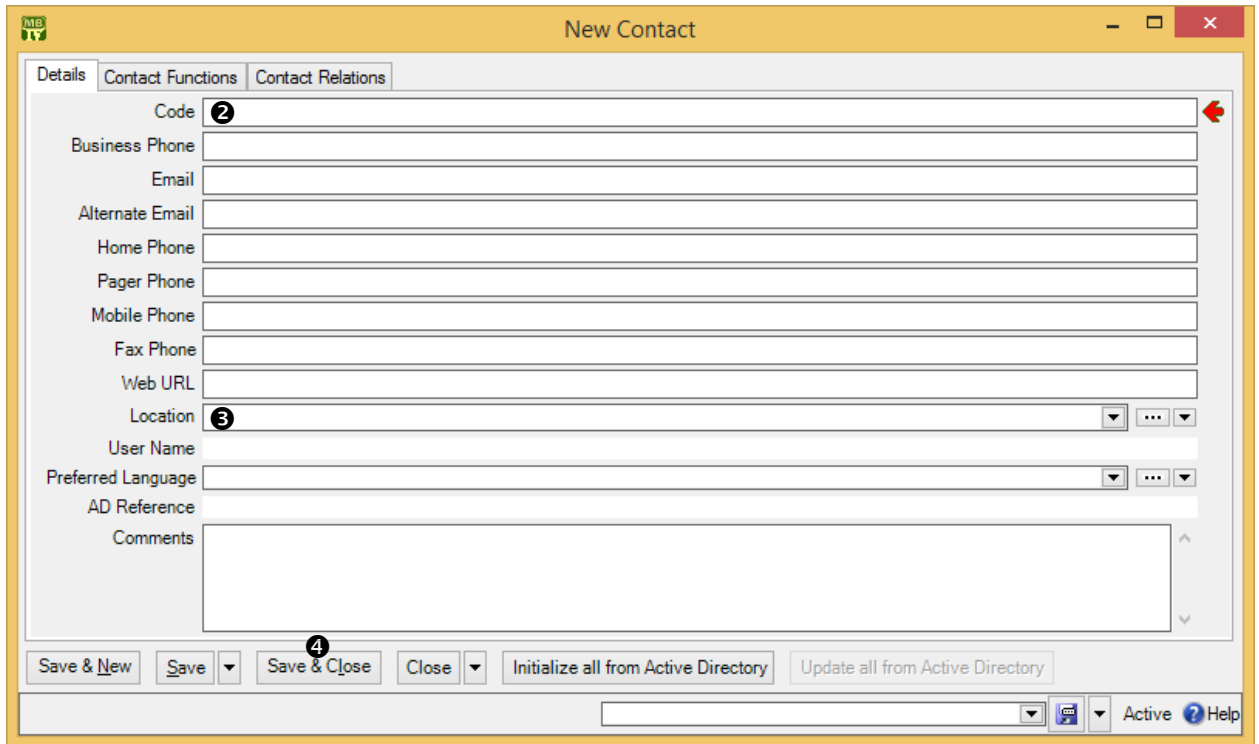 MB
New Contact
Details Contact Functions Contact Relations
Code ❷
Business Phone
Email
Alternate Email
Home Phone
Pager Phone
Mobile Phone
Fax Phone
Web URL
Location ❸
User Name
Preferred Language
AD Reference
Comments
❹
Save & New Save Save & Close Close Initialize all from Active Directory Update all from Active Directory
Active Help